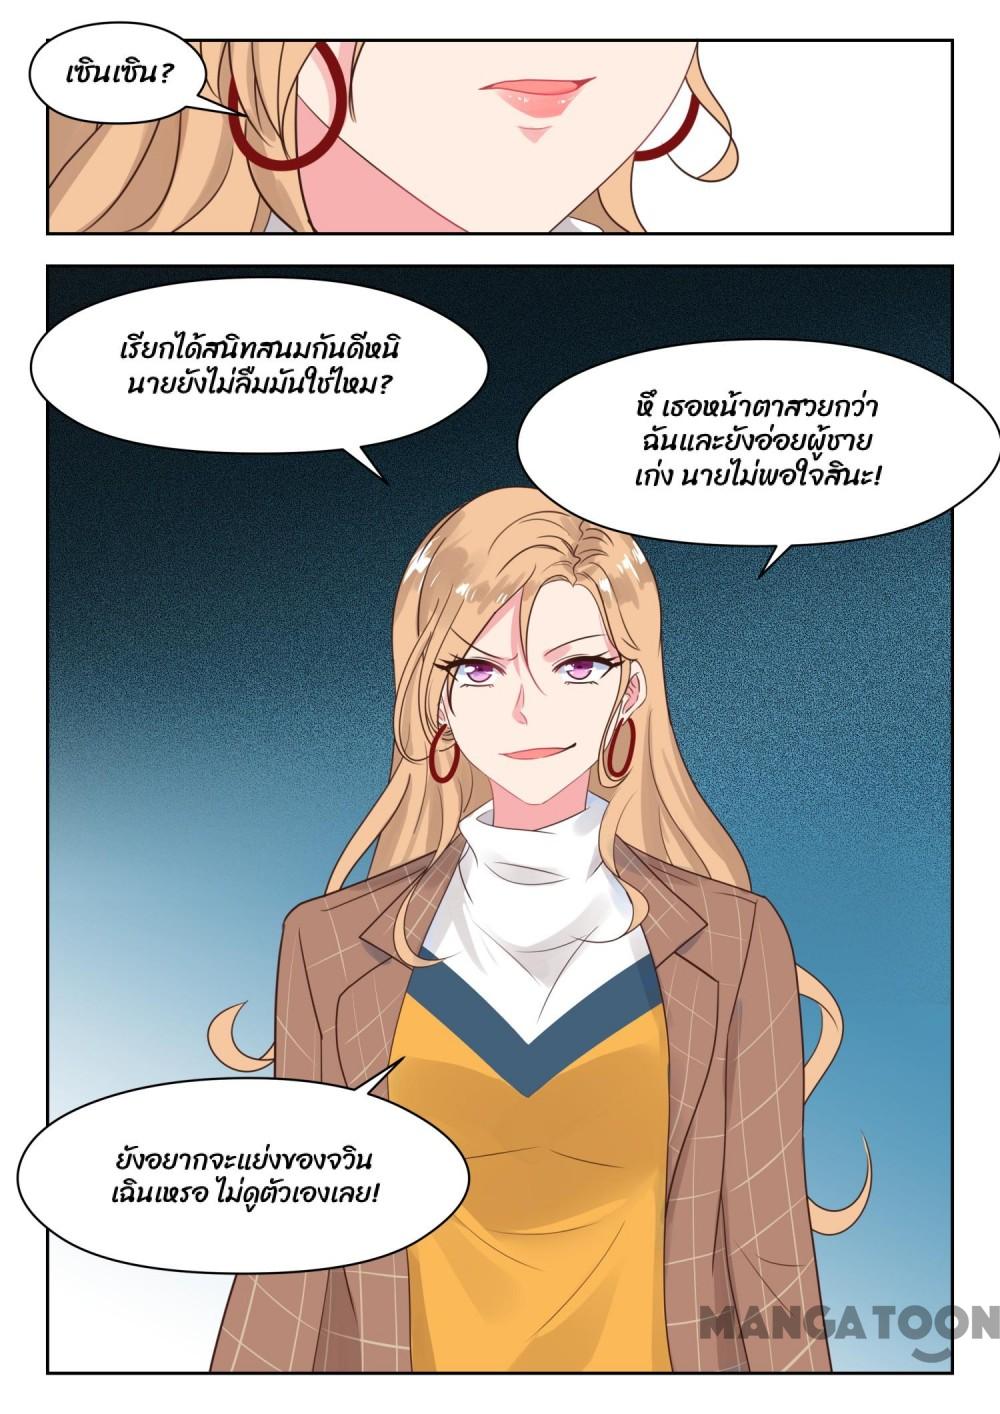 เซินเซิน?
เรียกได้สนิทสนมกันดีหนิ
นายยังไม่ลืมมันใช่ไหม?
หึ เธอหน้าตาสวยกว่า
ฉันและยังอ่อยผู้ชาย
เก่ง นายไม่พอใจสินะ!
ยังอยากจะแย่งของจวิน
เฉินเหรอ ไม่ดูตัวเองเลย!
MANGATOON